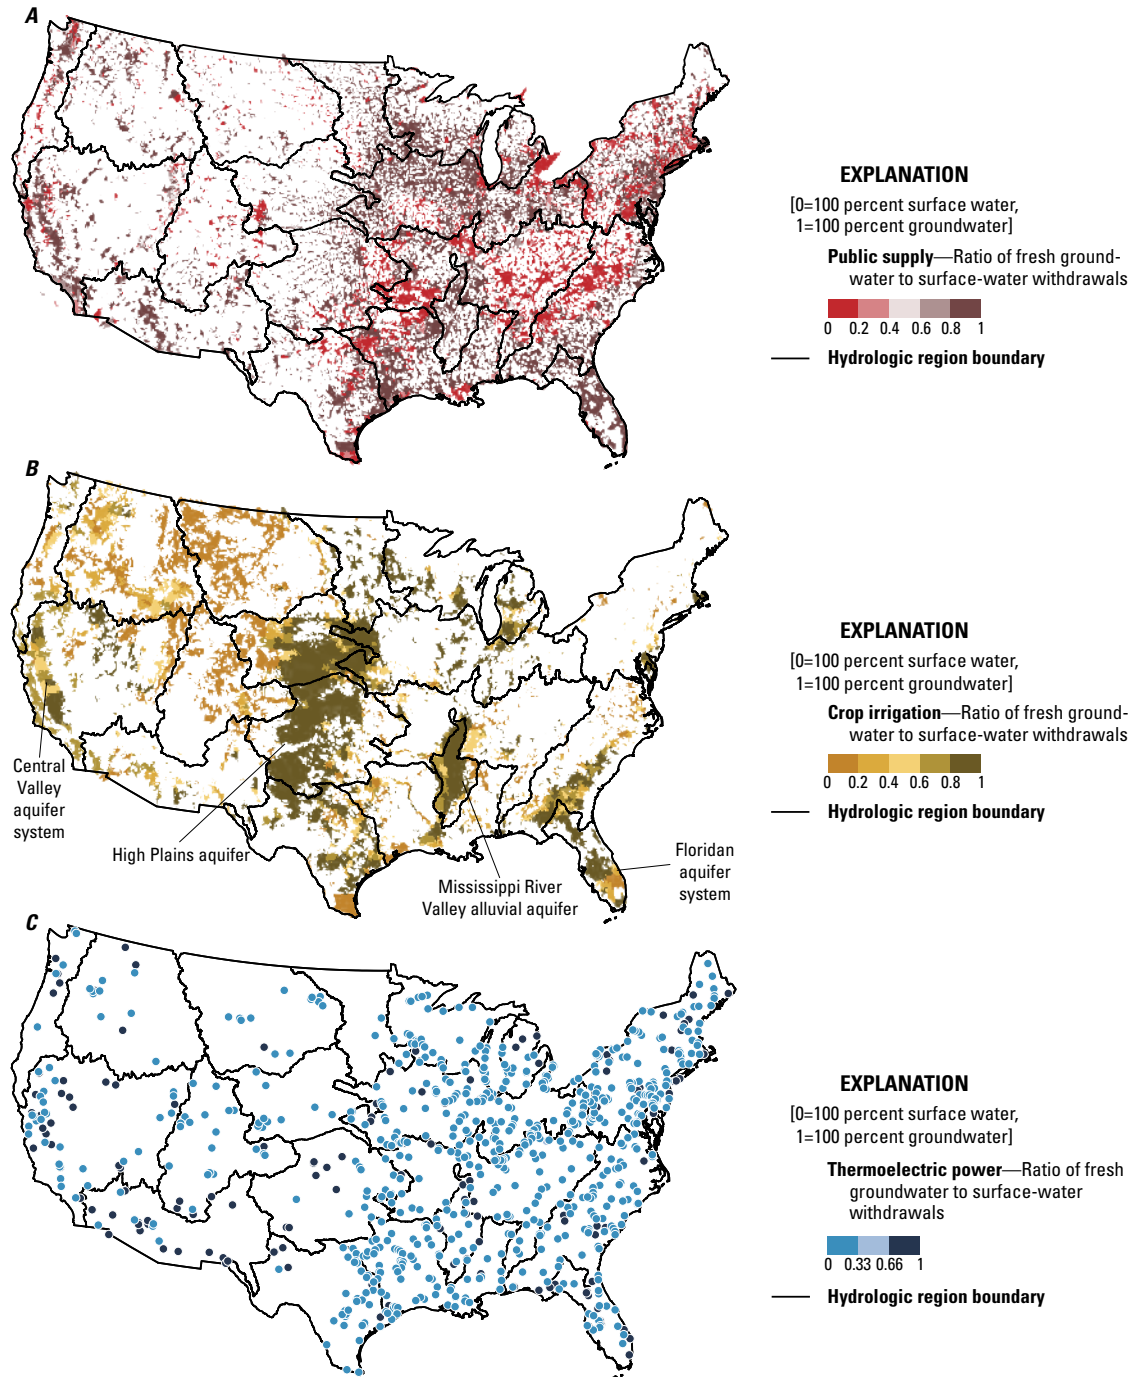 A
EXPLANATION
[0=100 percent surface water,
1=100 percent groundwater]
Public supply—Ratio of fresh ground-
water to surface-water withdrawals
0 0.2 0.4 0.6 0.8 1
Hydrologic region boundary
B
EXPLANATION
[0=100 percent surface water,
1=100 percent groundwater]
Crop irrigation—Ratio of fresh ground-
water to surface-water withdrawals
0 0.2 0.4 0.6 0.8 1
Hydrologic region boundary
Central
Valley
aquifer
system
High Plains aquifer
Mississippi River
Valley alluvial aquifer
Floridan
aquifer
system
C
EXPLANATION
[0=100 percent surface water,
1=100 percent groundwater]
Thermoelectric power—Ratio of fresh
groundwater to surface-water
withdrawals
0 0.33 0.66 1
Hydrologic region boundary